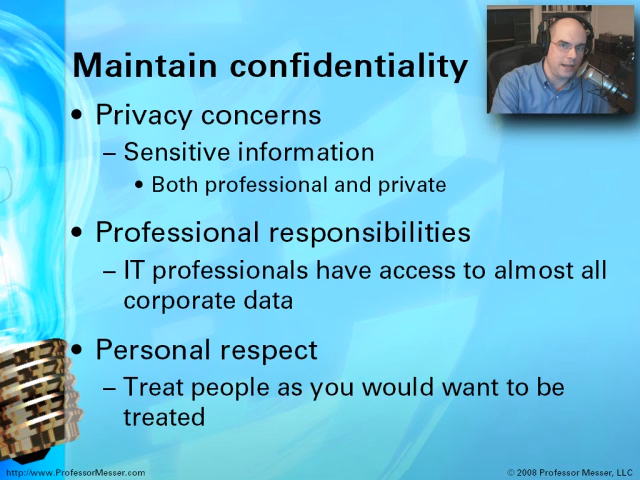 Maintain confidentiality
• Privacy concerns
– Sensitive information
• Both professional and private
• Professional responsibilities
– IT professionals have access to almost all
corporate data
• Personal respect
– Treat people as you would want to be
treated
http://www.ProfessorMesser.com
© 2008 Professor Messer, LLC